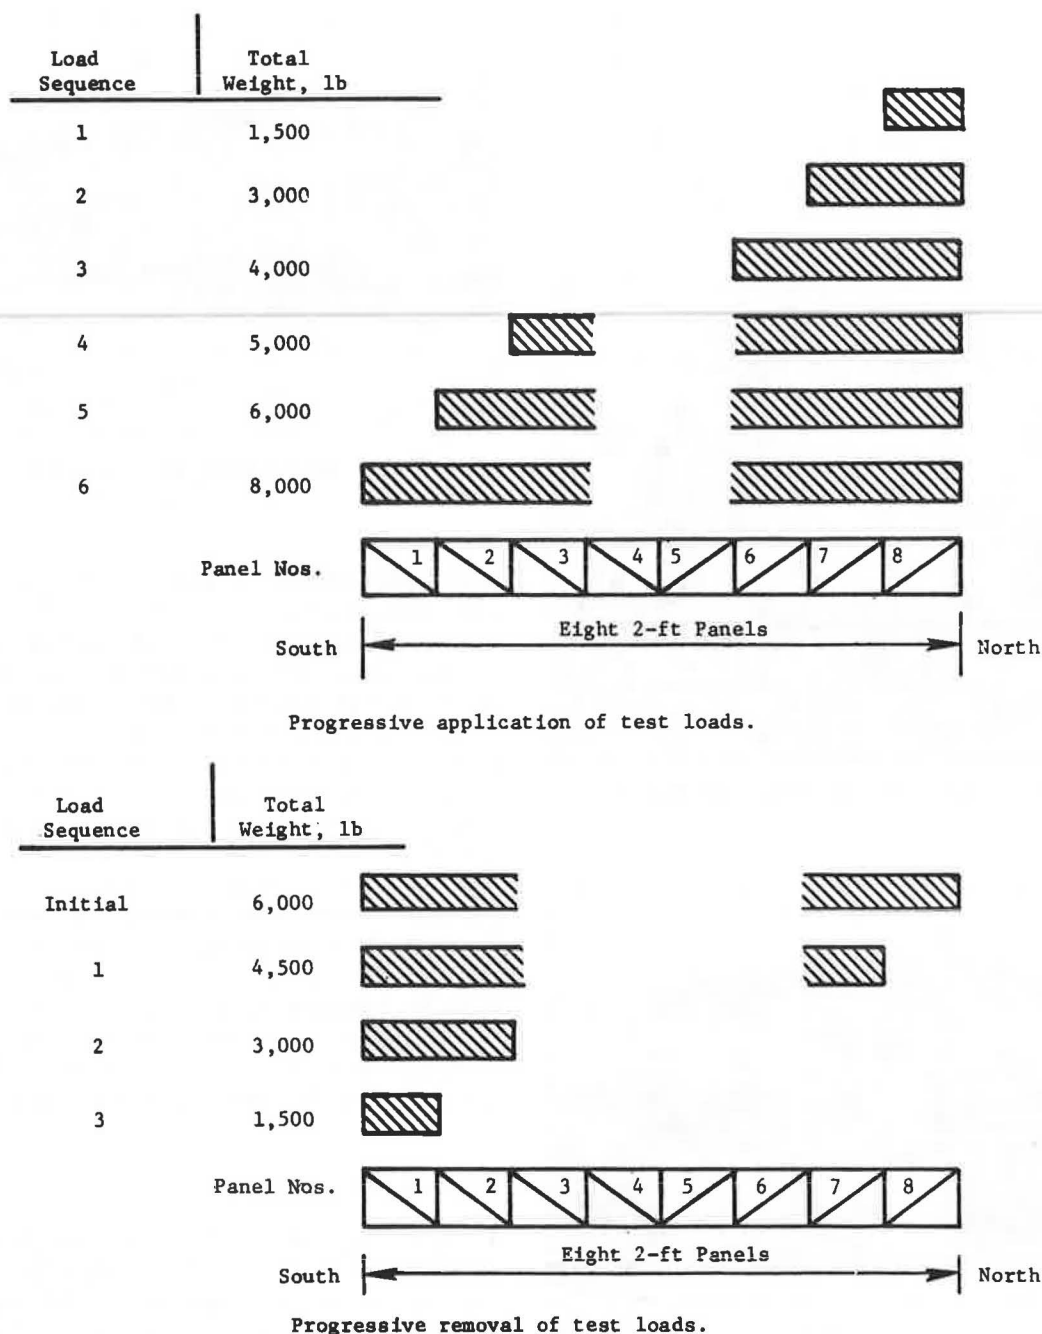 Load Total
Sequence Weight, lb
1 1,500
2 3,000
3 4,000
4 5,000
5 6,000
6 8,000
Panel Nos. 1 2 3 4 5 6 7 8
Eight 2-ft Panels
South North
Progressive application of test loads.
Load Total
Sequence Weight, lb
Initial 6,000
1 4,500
2 3,000
3 1,500
Panel Nos. 1 2 3 4 5 6 7 8
Eight 2-ft Panels
South North
Progressive removal of test loads.